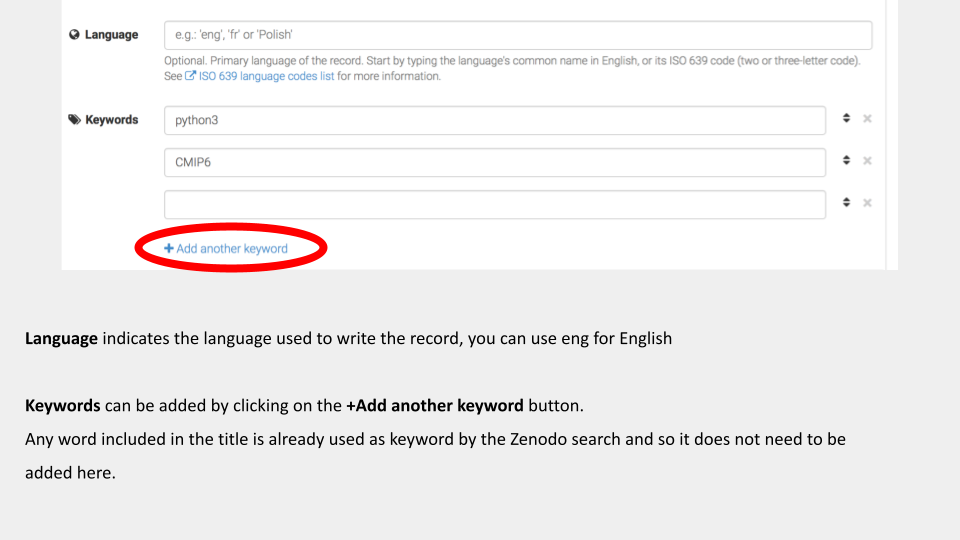 Language
e.g.: 'eng', 'fr' or 'Polish'
Optional. Primary language of the record. Start by typing the language's common name in English, or its ISO 639 code (two or three-letter code).
See ISO 639 language codes list for more information.
Keywords
python3
CMIP6
+ Add another keyword
Language indicates the language used to write the record, you can use eng for English
Keywords can be added by clicking on the +Add another keyword button.
Any word included in the title is already used as keyword by the Zenodo search and so it does not need to be
added here.